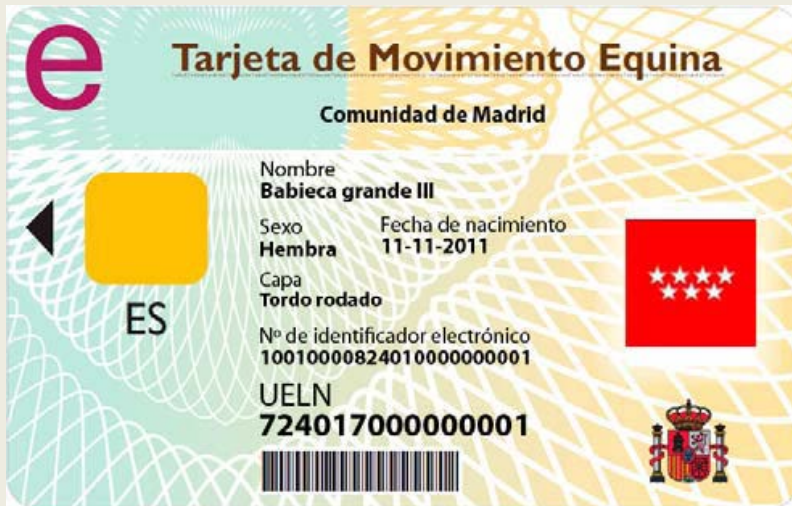 e
Tarjeta de Movimiento Equina
Comunidad de Madrid
Nombre
Babieca grande III
Sexo Fecha de nacimiento
Hembra 11-11-2011
Capa
Tordo rodado
Nº de identificador electrónico
10010000824010000000001
UELN
724017000000001
ES